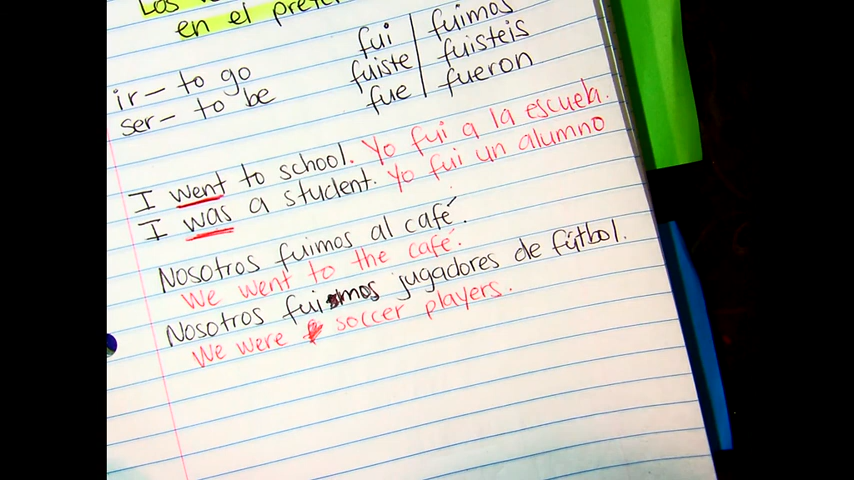 Los
en el preter
ir – to go
ser – to be
fui | fuimos
fuiste | fuisteis
fue | fueron
I went to school. Yo fui a la escuela.
I was a student. Yo fui un alumno
Nosotros fuimos al café.
We went to the café.
Nosotros fuimos jugadores de fútbol.
We were soccer players.